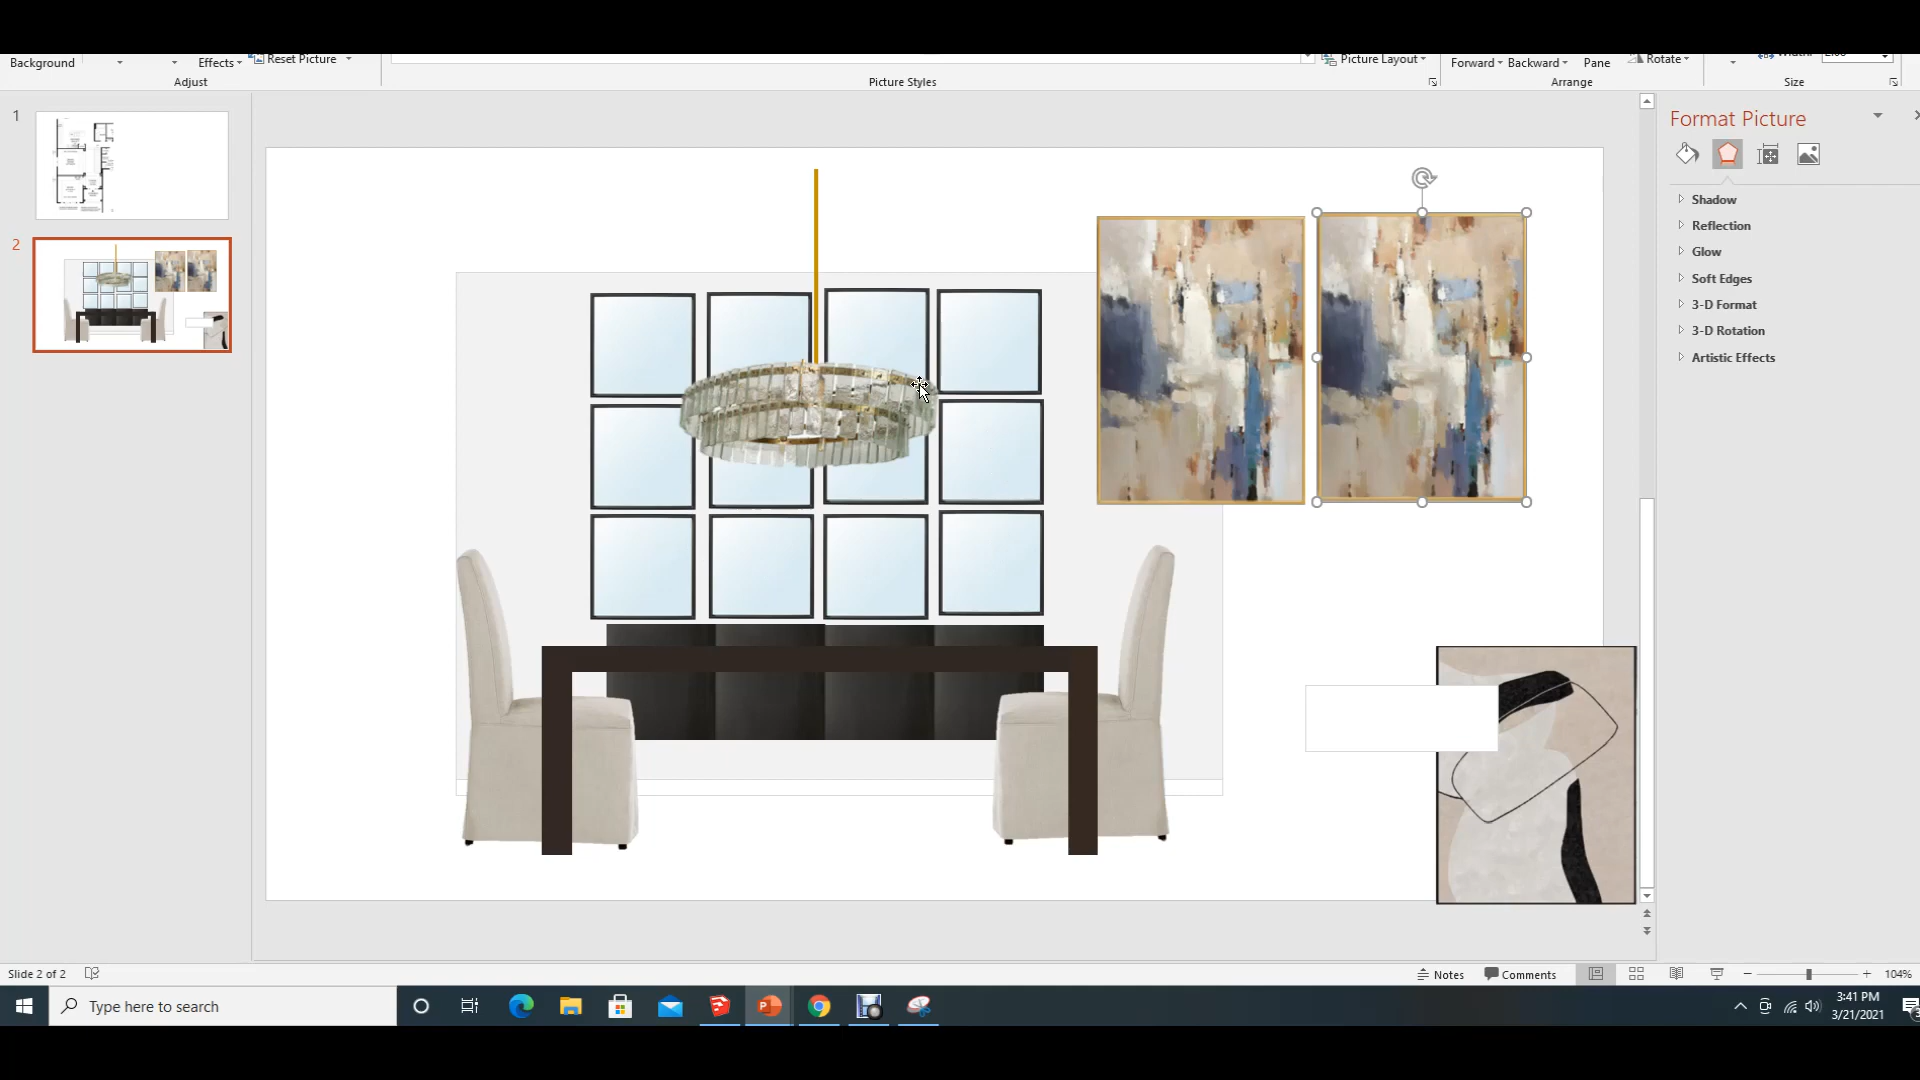 Background
Effects
Reset Picture
Picture Layout
Forward
Backward
Pane
Rotate
Adjust
Picture Styles
Arrange
Size
1
2
Format Picture
Shadow
Reflection
Glow
Soft Edges
3-D Format
3-D Rotation
Artistic Effects
Slide 2 of 2
Notes
Comments
104%
Type here to search
3:41 PM
3/21/2021